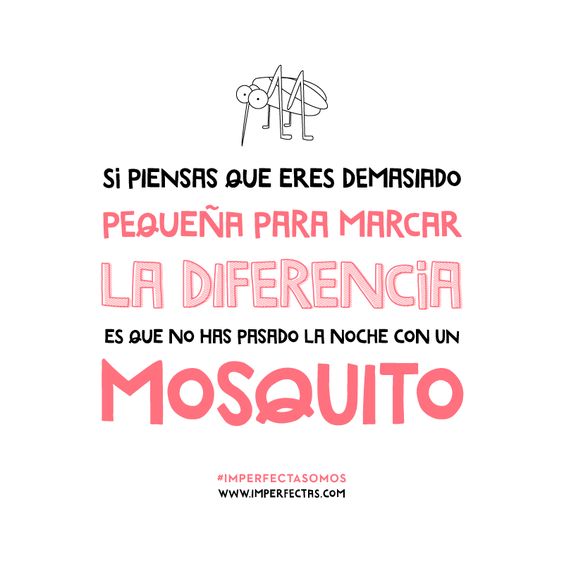 Si PIENSAS QUE ERES DEMASIADO
PEQUEÑA PARA MARCAR
LA DIFERENCiA
ES QUE NO HAS PASADO LA NOCHE CON UN
MOSQUITO
#IMPERFECTASOMOS
WWW.IMPERFECTAS.COM